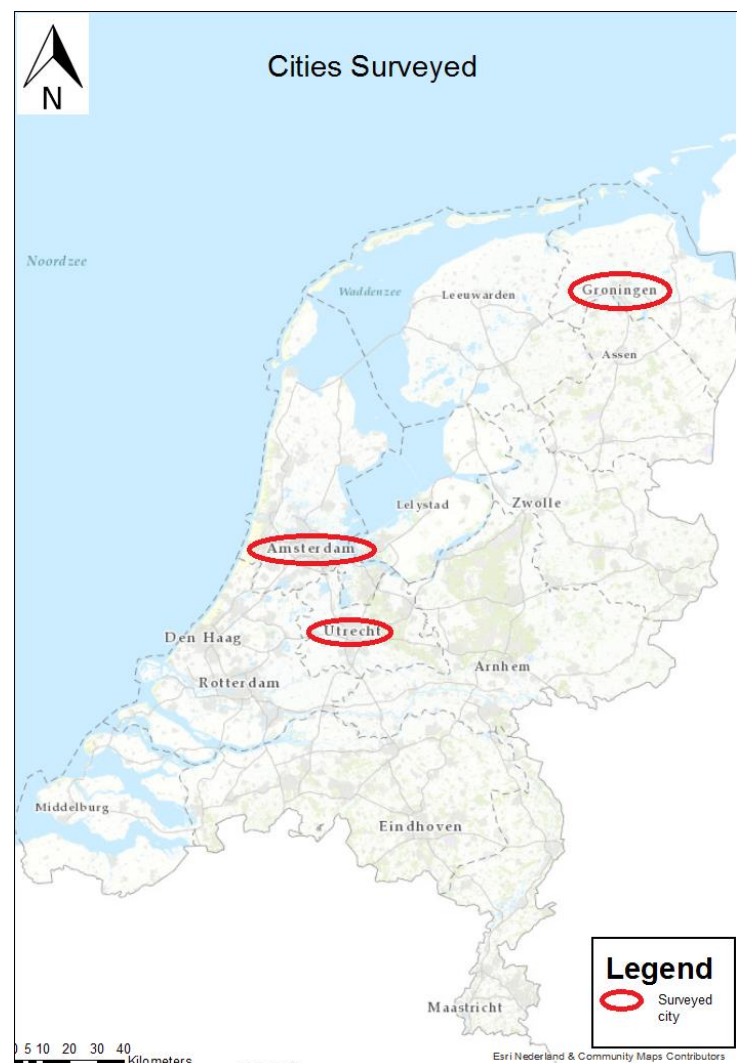 Cities Surveyed
N
Noordzee
Waddenzee
Leeuwarden
Groningen
Assen
Lelystad
Zwolle
Amsterdam
Utrecht
Den Haag
Arnhem
Rotterdam
Middelburg
Eindhoven
Maastricht
Legend
Surveyed
city
5 10 20 30 40
Kilometers
Esri Nederland & Community Maps Contributors